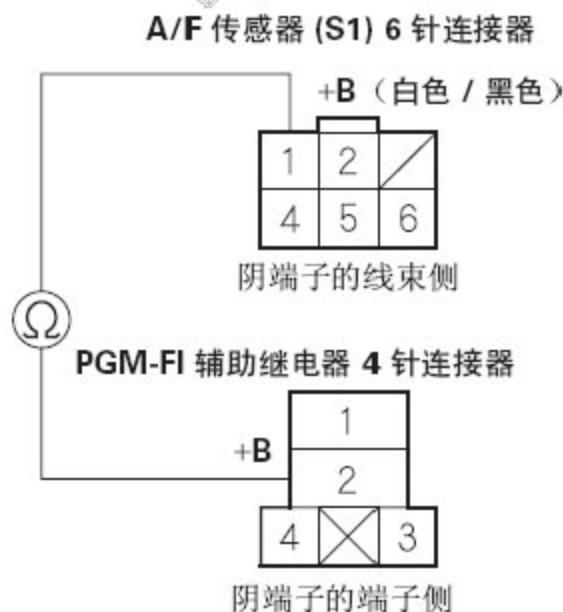 A/F 传感器 (S1) 6 针连接器
+B（白色 / 黑色）
1 2
4 5 6
阴端子的线束侧
Ω
PGM-FI 辅助继电器 4 针连接器
1
+B
2
4 3
阴端子的端子侧